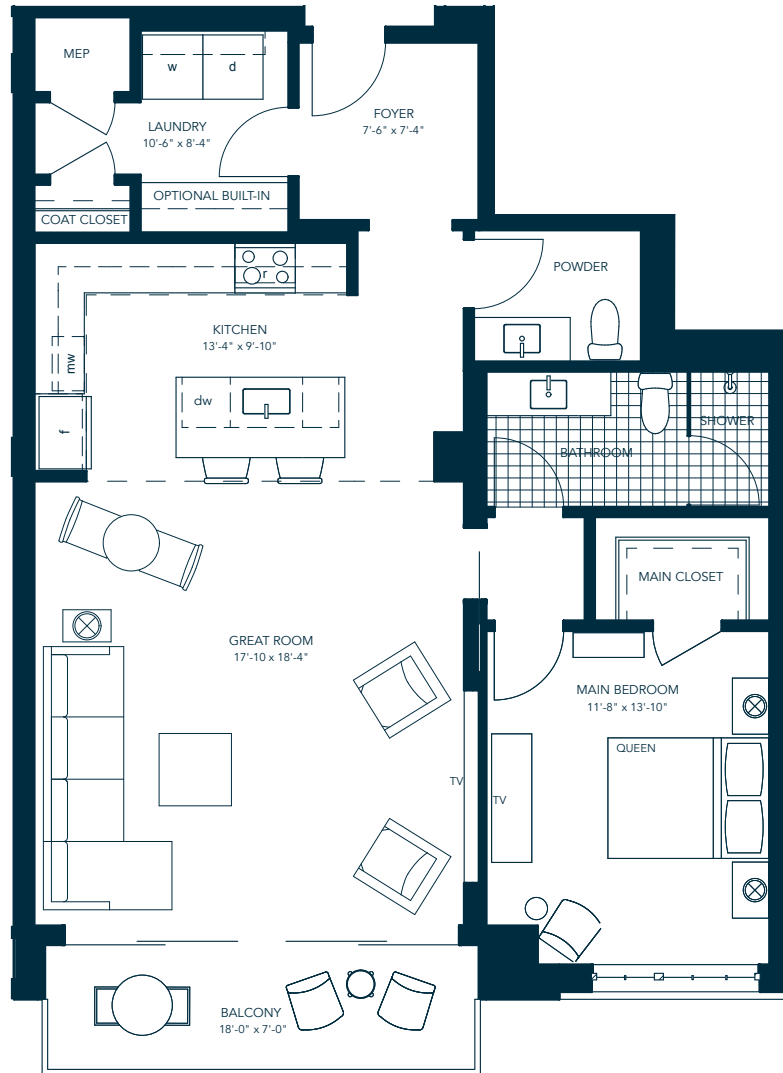 MEP
w
d
LAUNDRY
10'-6" x 8'-4"
FOYER
7'-6" x 7'-4"
OPTIONAL BUILT-IN
COAT CLOSET
r
POWDER
KITCHEN
13'-4" x 9'-10"
mw
dw
f
SHOWER
BATHROOM
MAIN CLOSET
GREAT ROOM
17'-10 x 18'-4"
MAIN BEDROOM
11'-8" x 13'-10"
QUEEN
TV
TV
BALCONY
18'-0" x 7'-0"